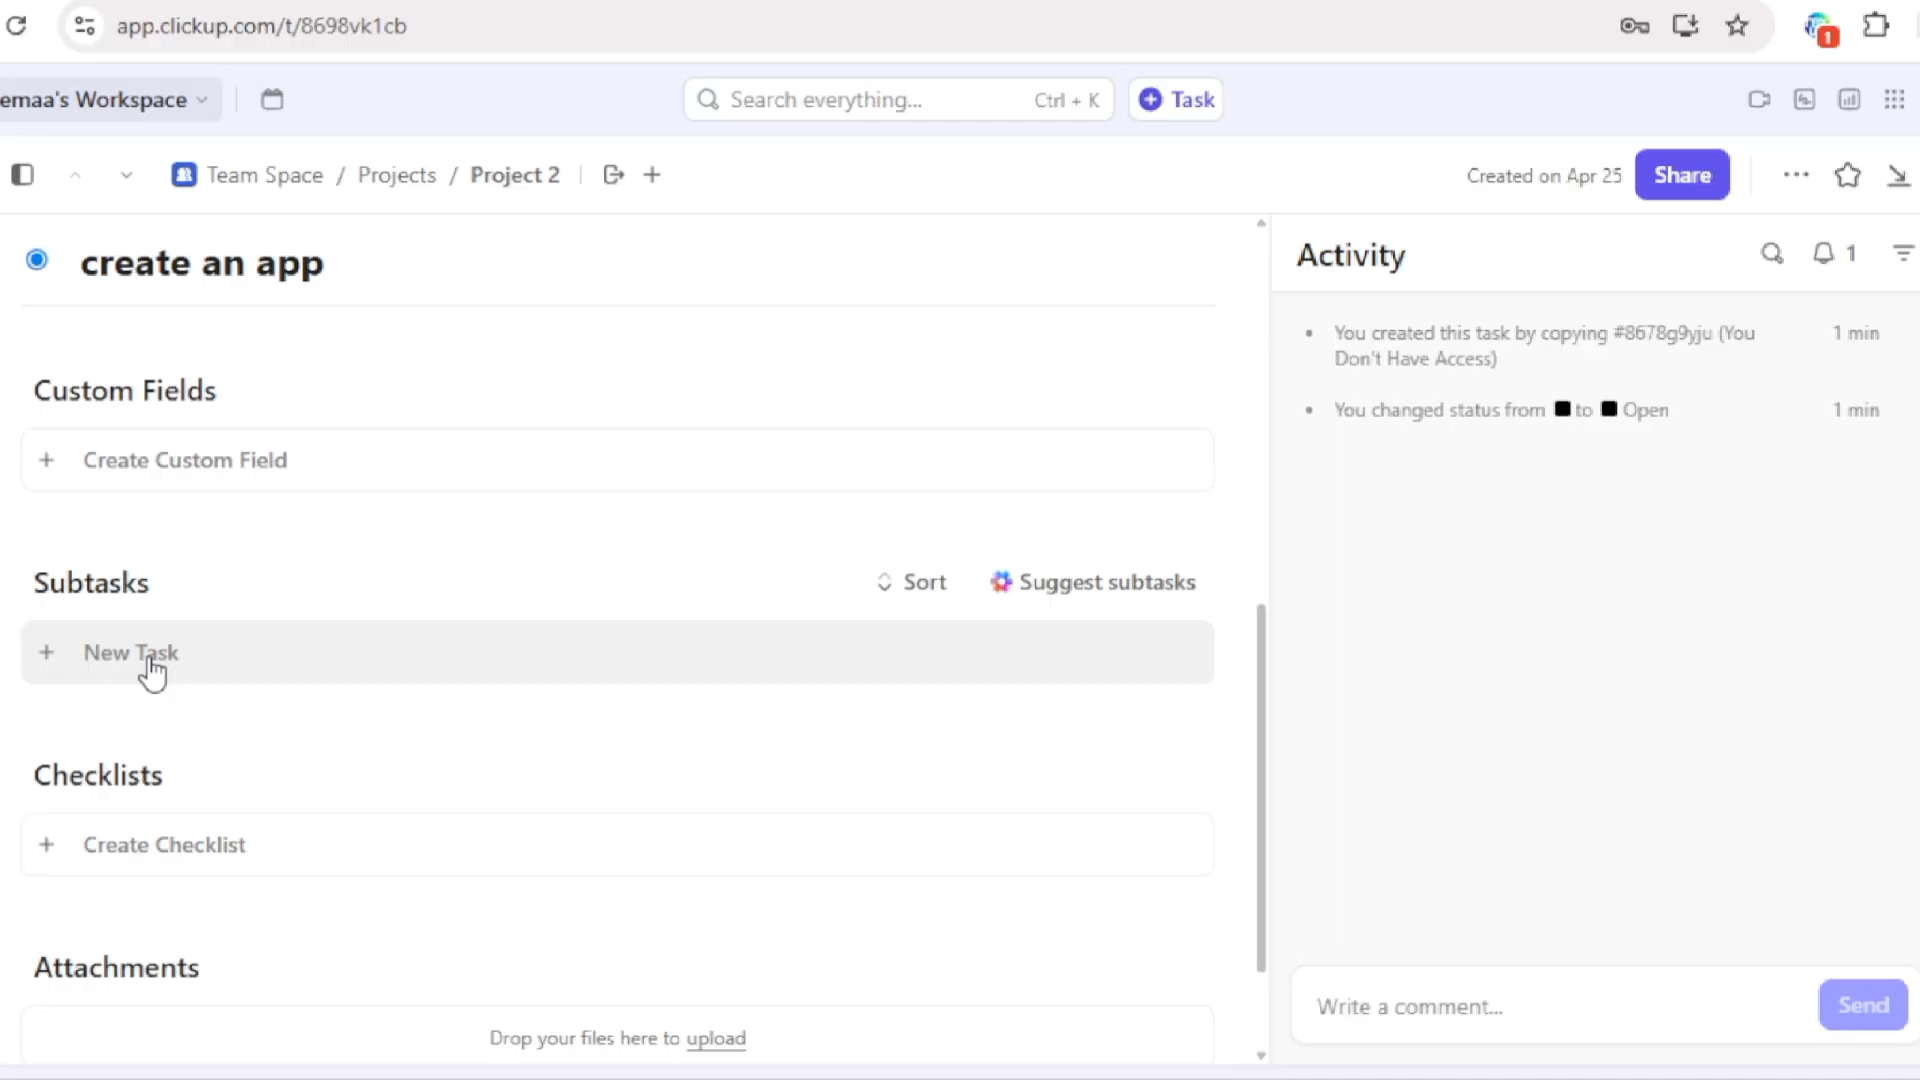 app.clickup.com/t/8698vk1cb
1
emaa's Workspace
Search everything...
Ctrl + K
Task
Team Space / Projects / Project 2
Created on Apr 25
Share
create an app
Custom Fields
+ Create Custom Field
Subtasks
Sort
Suggest subtasks
+ New Task
Checklists
+ Create Checklist
Attachments
Drop your files here to upload
Activity
1
• You created this task by copying #8678g9yju (You
Don't Have Access)
1 min
• You changed status from to Open
1 min
Write a comment...
Send